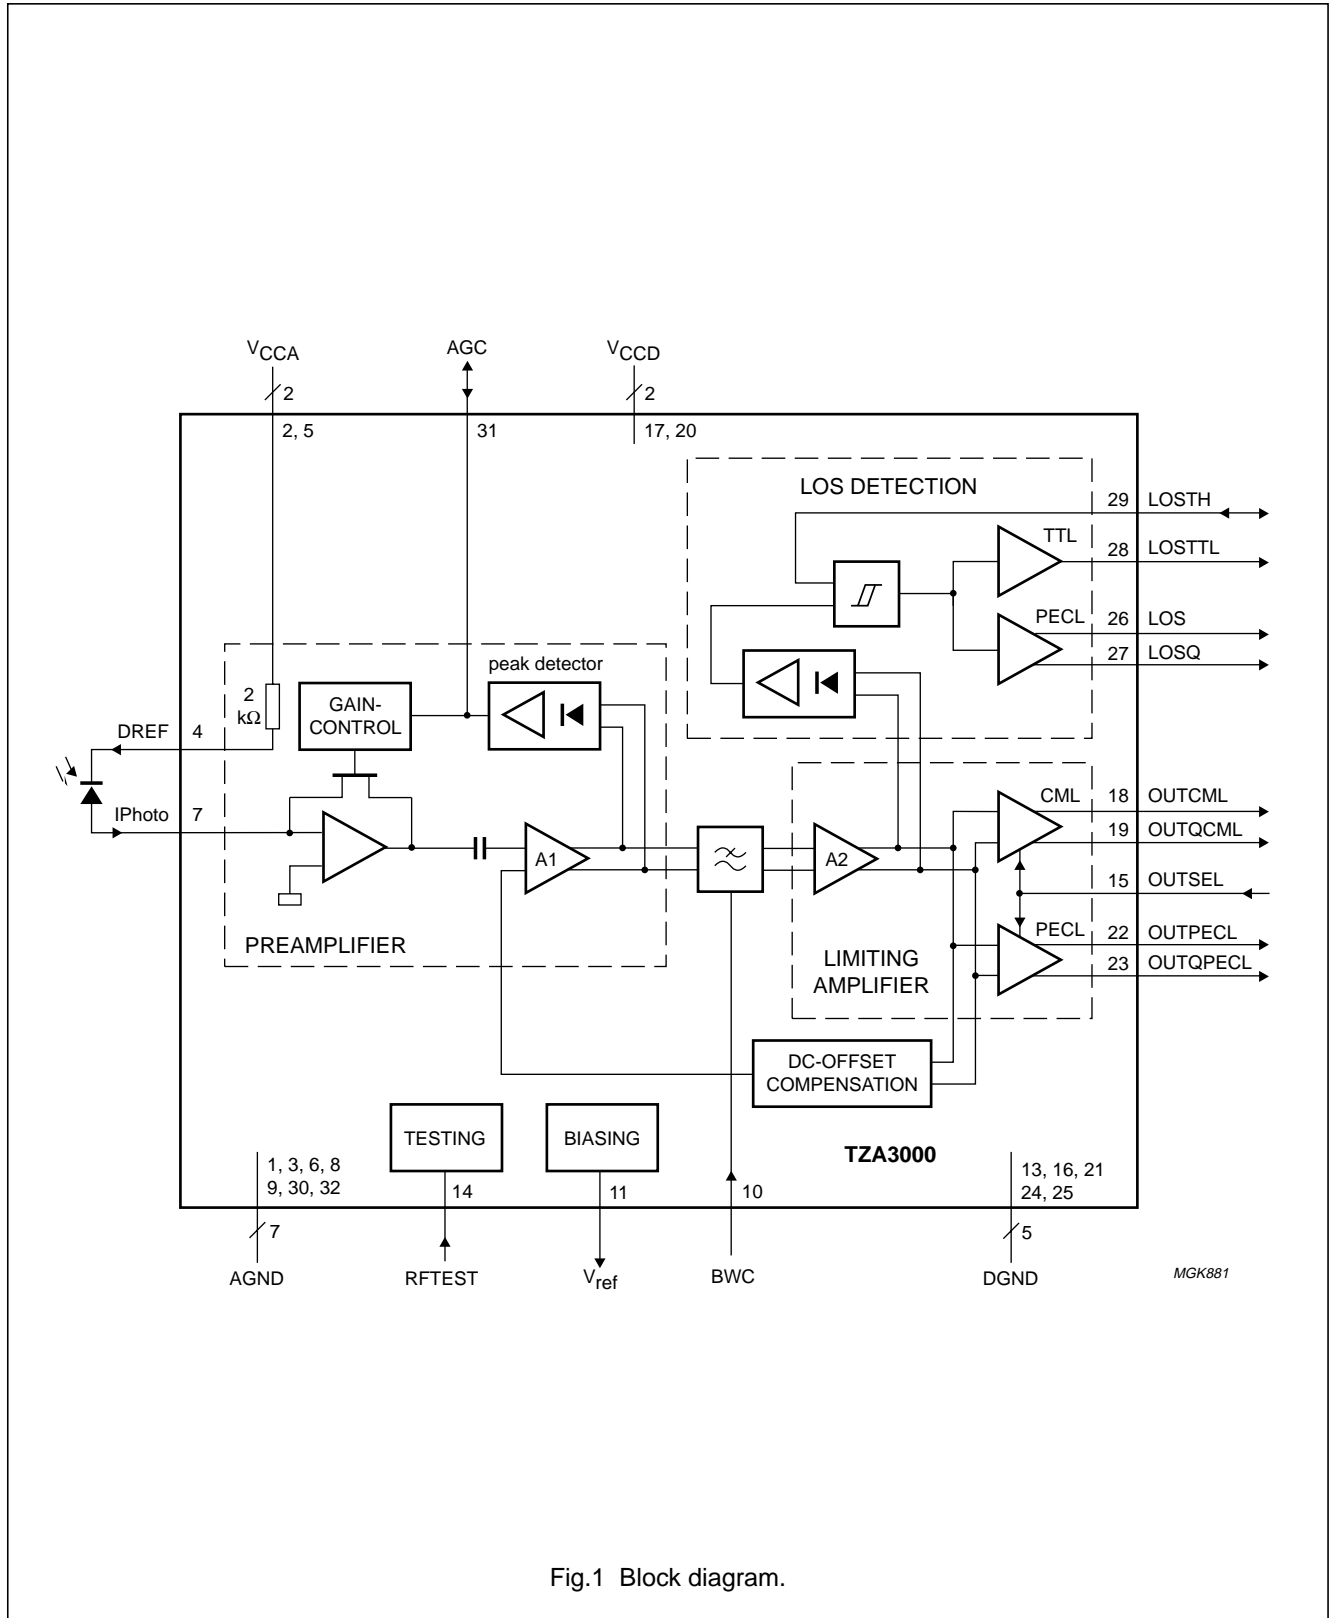 VCCA
AGC
VCCD
2
2
2, 5
31
17, 20
LOS DETECTION
29 LOSTH
TTL
28 LOSTTL
PECL
26 LOS
27 LOSQ
peak detector
2
kΩ
GAIN-
CONTROL
DREF 4
IPhoto 7
CML
18 OUTCML
19 OUTQCML
A1
A2
15 OUTSEL
PECL
22 OUTPECL
23 OUTQPECL
PREAMPLIFIER
LIMITING
AMPLIFIER
DC-OFFSET
COMPENSATION
TESTING
BIASING
TZA3000
1, 3, 6, 8
9, 30, 32
14
11
10
13, 16, 21
24, 25
7
5
AGND
RFTEST
Vref
BWC
DGND
MGK881
Fig.1 Block diagram.